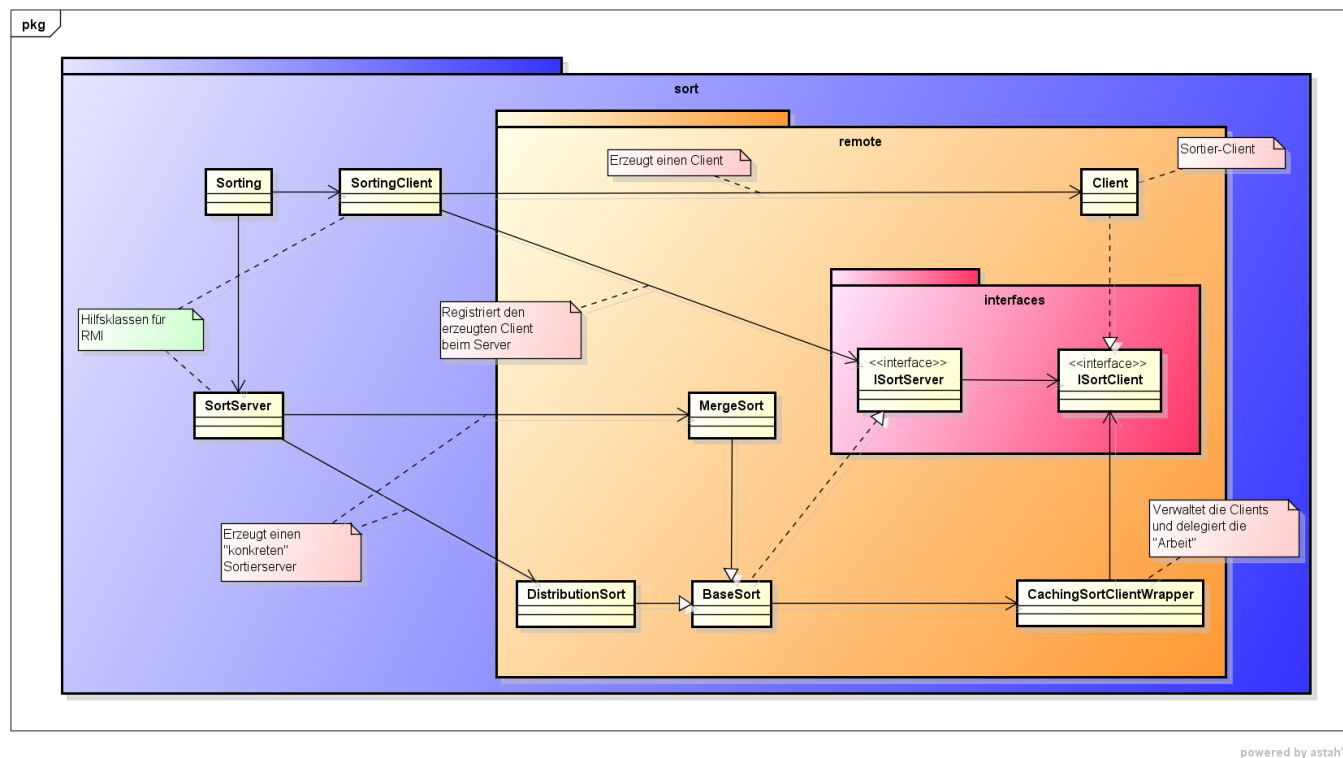 pkg
sort
remote
Erzeugt einen Client
Sortier-Client
Sorting
SortingClient
Client
interfaces
Hilfsklassen für
RMI
Registriert den
erzeugten Client
beim Server
<<interface>>
ISortServer
<<interface>>
ISortClient
SortServer
MergeSort
Erzeugt einen
"konkreten"
Sortierserver
Verwaltet die Clients
und delegiert die
"Arbeit"
DistributionSort
BaseSort
CachingSortClientWrapper
powered by astah